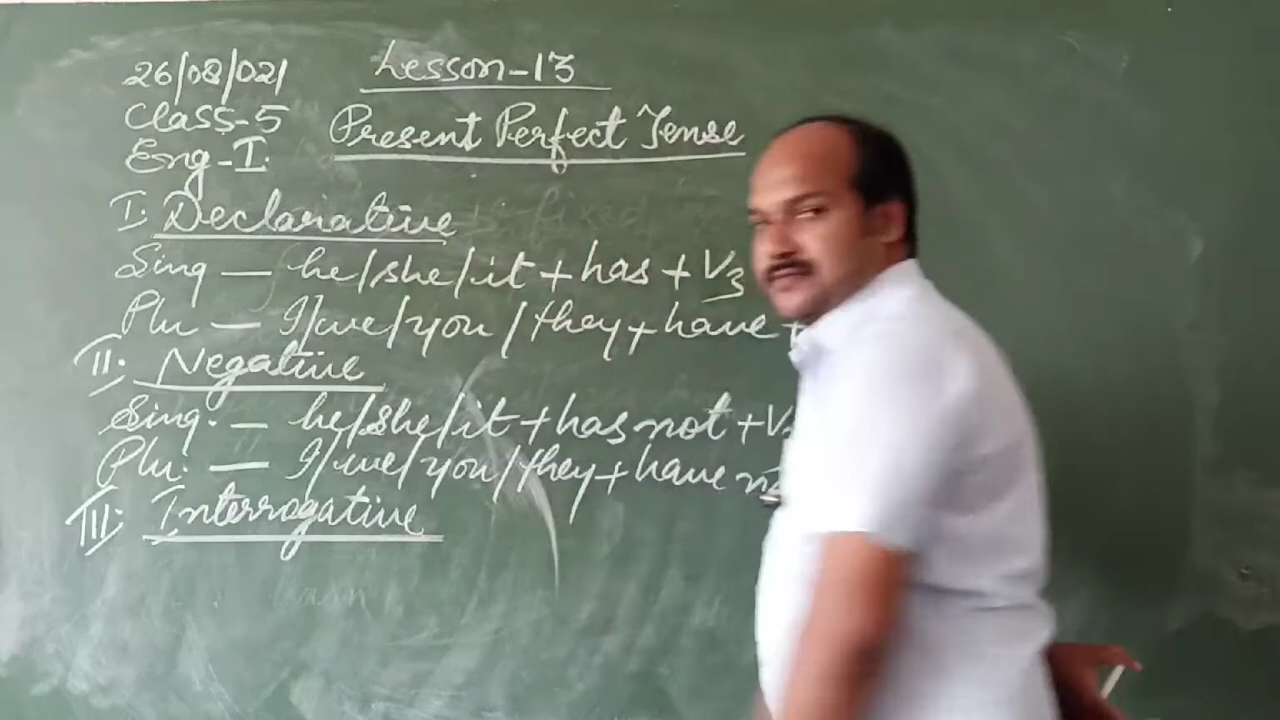 26/08/021
Lesson-13
Class-5
Present Perfect Tense
Eng-I.
I. Declarative
Sing — he/she/it + has + V3
Plu — I/we/you/they + have +
II. Negative
Sing. — he/she/it + has not + V
Plu. — I/we/you/they + have
III. Interrogative